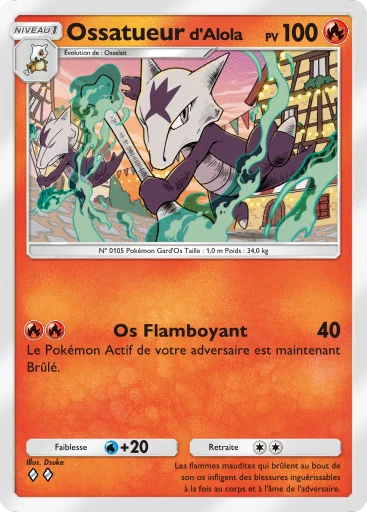 NIVEAU 1
Ossatueur d'Alola PV 100
Évolution de : Osselait
N° 0105 Pokémon Gard'Os Taille : 1,0 m Poids : 34,0 kg
Os Flamboyant 40
Le Pokémon Actif de votre adversaire est maintenant
Brûlé.
Faiblesse +20 Retraite
Illus. Dsuke
Les flammes maudites qui brûlent au bout de
son os infligent des blessures inguérissables
à la fois au corps et à l'âme de l'adversaire.